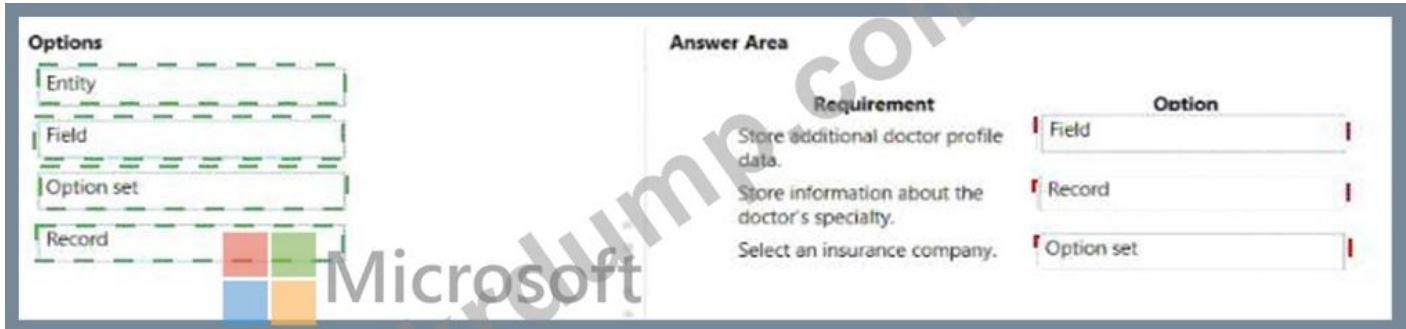 Options
Entity
Field
Option set
Record
Microsoft
Answer Area
Requirement Option
Store additional doctor profile data.
Field
Store information about the doctor's specialty.
Record
Select an insurance company.
Option set